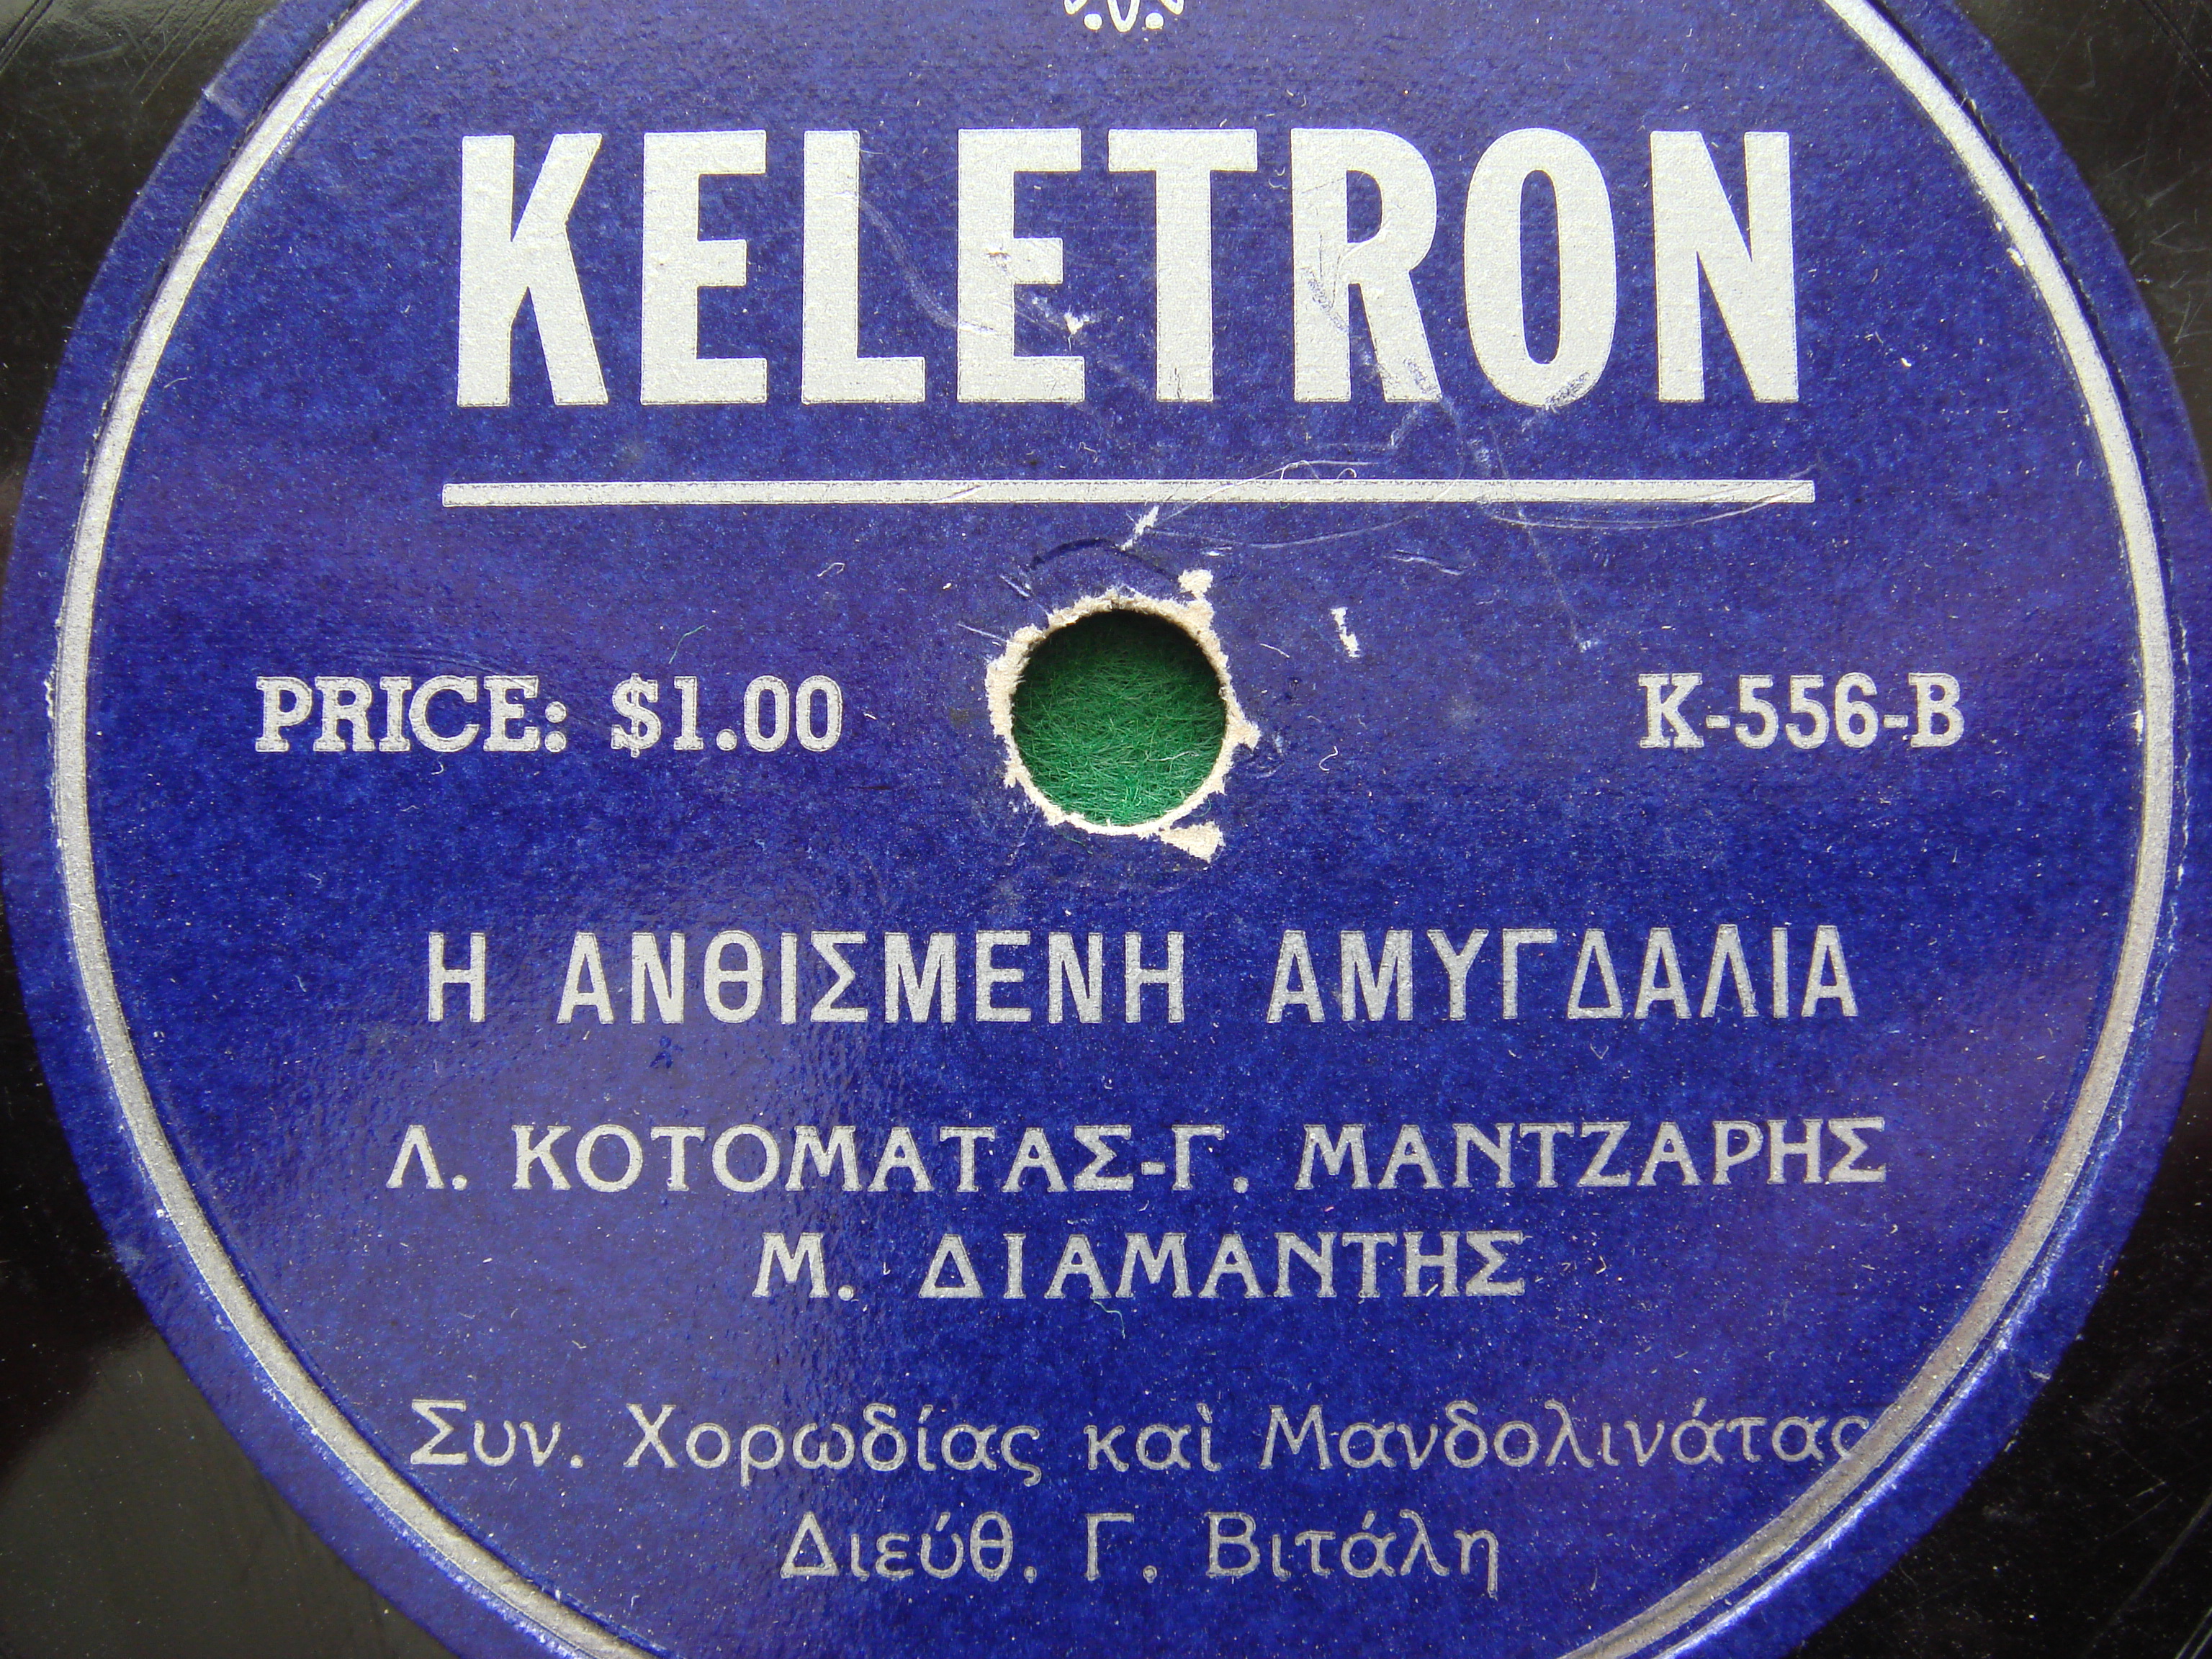 KELETRON
PRICE: $1.00
K-556-B
Η ΑΝΘΙΣΜΕΝΗ ΑΜΥΓΔΑΛΙΑ
Λ. ΚΟΤΟΜΑΤΑΣ-Γ. ΜΑΝΤΖΑΡΗΣ
Μ. ΔΙΑΜΑΝΤΗΣ
Συν. Χορωδίας καὶ Μανδολινάτας
Διεύθ. Γ. Βιτάλη